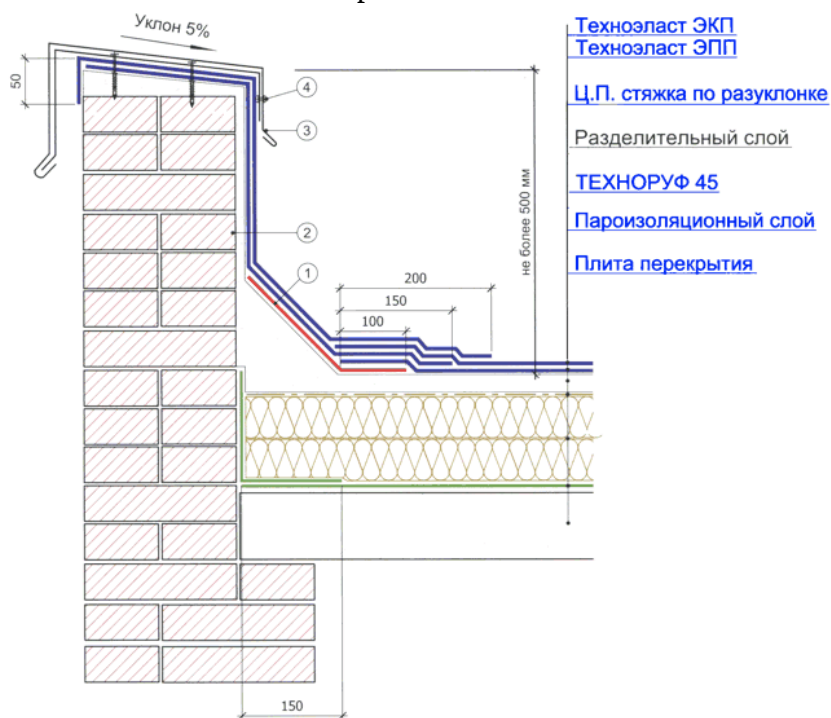 Уклон 5%
Техноэласт ЭКП
Техноэласт ЭПП
50
4
Ц.П. стяжка по разуклонке
3
Разделительный слой
ТЕХНОРУФ 45
не более 500 мм
2
Пароизоляционный слой
Плита перекрытия
1
200
150
100
150